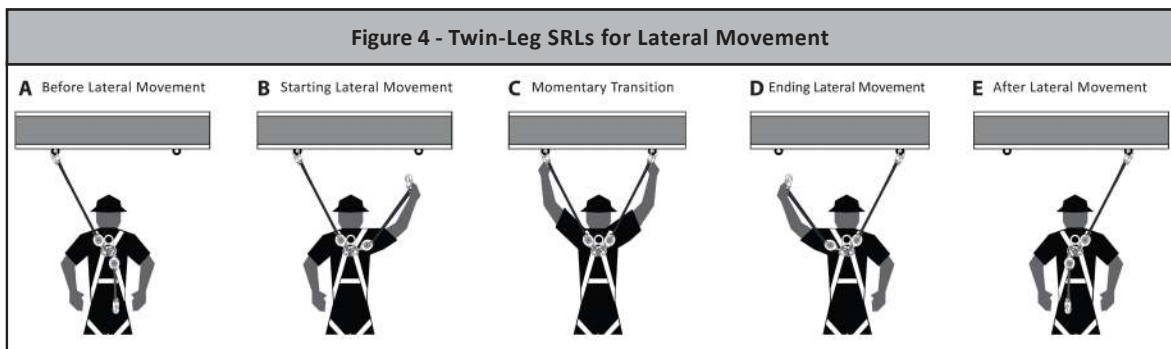 Figure 4 - Twin-Leg SRLs for Lateral Movement
A Before Lateral Movement
B Starting Lateral Movement
C Momentary Transition
D Ending Lateral Movement
E After Lateral Movement